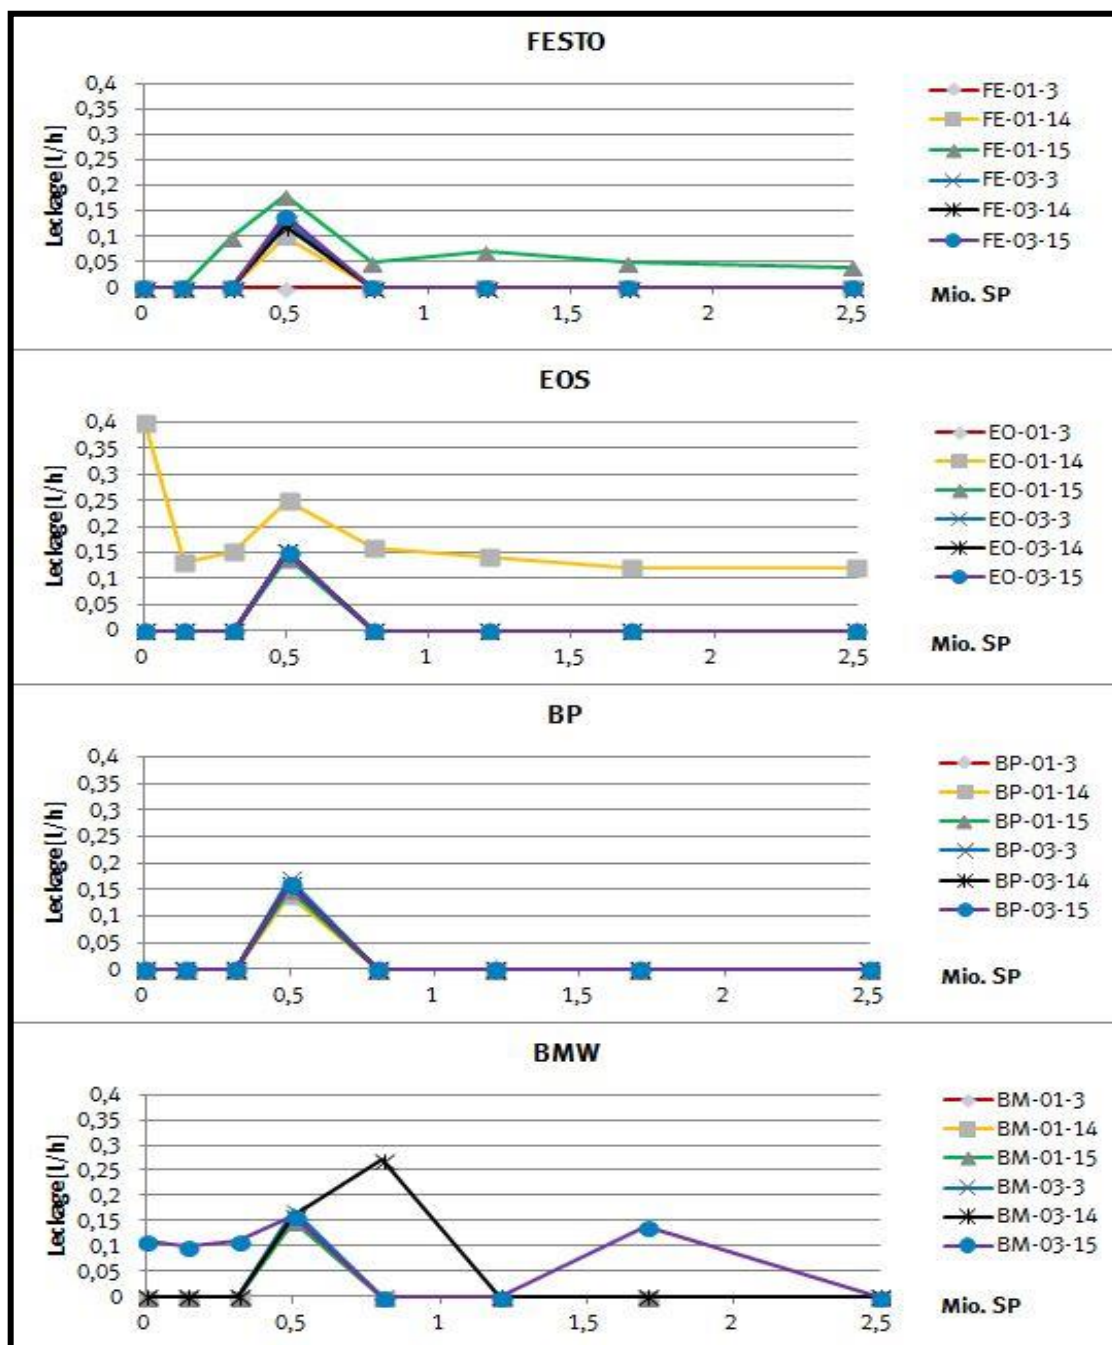 FESTO
Leckage[l/h]
0,4
0,35
0,3
0,25
0,2
0,15
0,1
0,05
0
0 0,5 1 1,5 2 2,5
Mio. SP
FE-01-3
FE-01-14
FE-01-15
FE-03-3
FE-03-14
FE-03-15
EOS
Leckage[l/h]
0,4
0,35
0,3
0,25
0,2
0,15
0,1
0,05
0
0 0,5 1 1,5 2 2,5
Mio. SP
EO-01-3
EO-01-14
EO-01-15
EO-03-3
EO-03-14
EO-03-15
BP
Leckage[l/h]
0,4
0,35
0,3
0,25
0,2
0,15
0,1
0,05
0
0 0,5 1 1,5 2 2,5
Mio. SP
BP-01-3
BP-01-14
BP-01-15
BP-03-3
BP-03-14
BP-03-15
BMW
Leckage[l/h]
0,4
0,35
0,3
0,25
0,2
0,15
0,1
0,05
0
0 0,5 1 1,5 2 2,5
Mio. SP
BM-01-3
BM-01-14
BM-01-15
BM-03-3
BM-03-14
BM-03-15